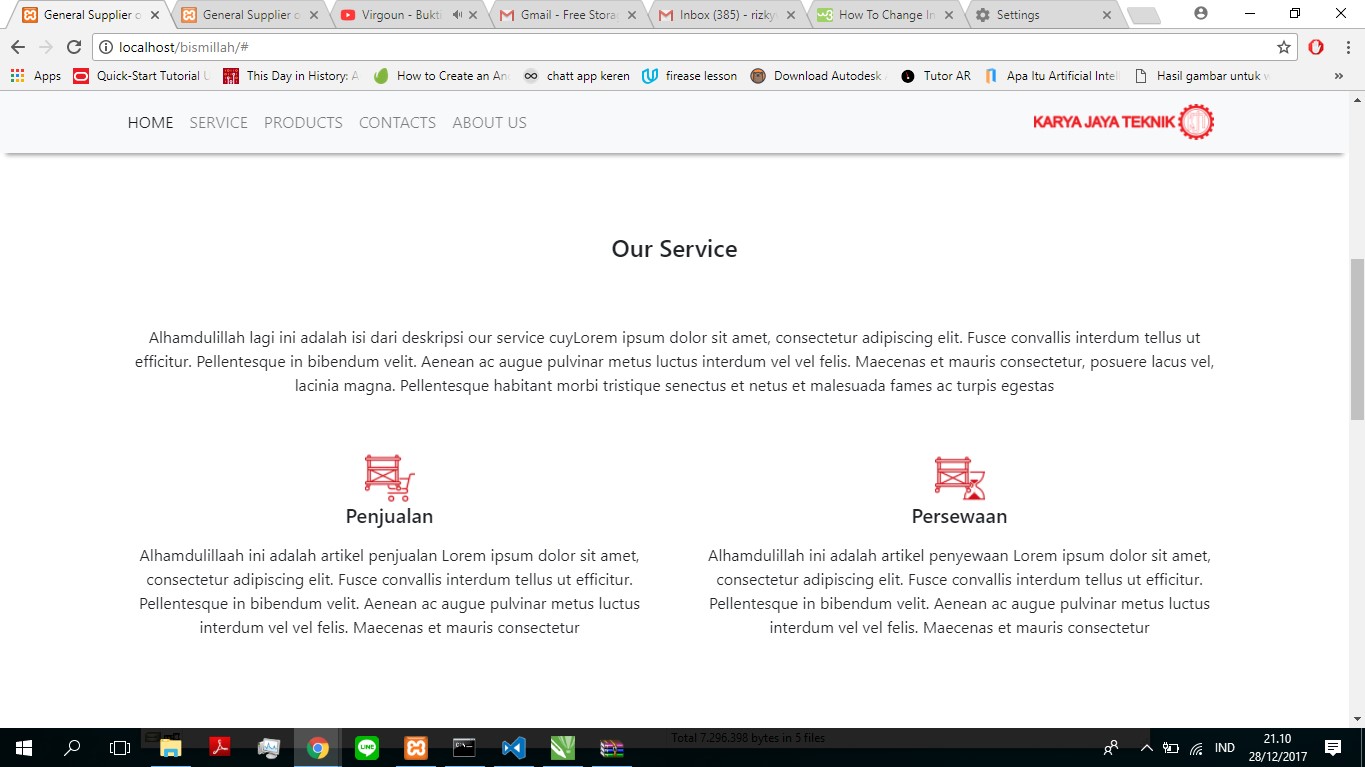 General Supplier o
General Supplier o
Virgoun - Bukti
Gmail - Free Stora
Inbox (385) - rizky
How To Change In
Settings
localhost/bismillah/#
Apps
Quick-Start Tutorial
This Day in History:
How to Create an An
chatt app keren
firease lesson
Download Autodesk
Tutor AR
Apa Itu Artificial Intel
Hasil gambar untuk
»
HOME SERVICE PRODUCTS CONTACTS ABOUT US
KARYA JAYA TEKNIK
Our Service
Alhamdulillah lagi ini adalah isi dari deskripsi our service cuyLorem ipsum dolor sit amet, consectetur adipiscing elit. Fusce convallis interdum tellus ut
efficitur. Pellentesque in bibendum velit. Aenean ac augue pulvinar metus luctus interdum vel vel felis. Maecenas et mauris consectetur, posuere lacus vel,
lacinia magna. Pellentesque habitant morbi tristique senectus et netus et malesuada fames ac turpis egestas
Penjualan
Alhamdulillaah ini adalah artikel penjualan Lorem ipsum dolor sit amet,
consectetur adipiscing elit. Fusce convallis interdum tellus ut efficitur.
Pellentesque in bibendum velit. Aenean ac augue pulvinar metus luctus
interdum vel vel felis. Maecenas et mauris consectetur
Persewaan
Alhamdulillah ini adalah artikel penyewaan Lorem ipsum dolor sit amet,
consectetur adipiscing elit. Fusce convallis interdum tellus ut efficitur.
Pellentesque in bibendum velit. Aenean ac augue pulvinar metus luctus
interdum vel vel felis. Maecenas et mauris consectetur
Total 7.296.398 bytes in 5 files
LINE
IND
21.10
28/12/2017